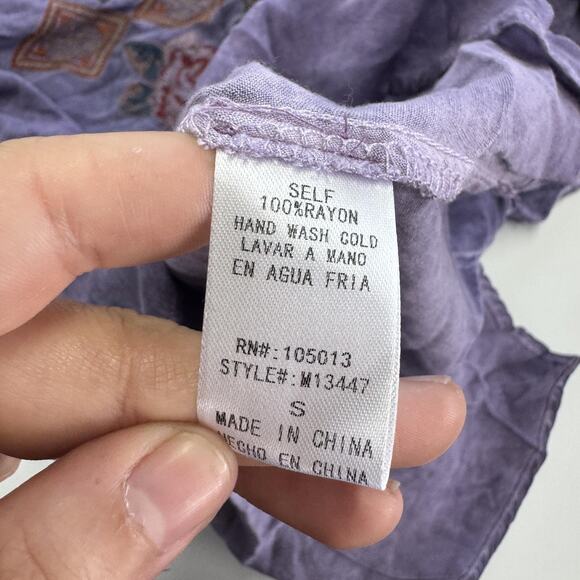 SELF
100%RAYON
HAND WASH COLD
LAVAR A MANO
EN AGUA FRIA
RN#:105013
STYLE#:M13447
S
MADE IN CHINA
HECHO EN CHINA